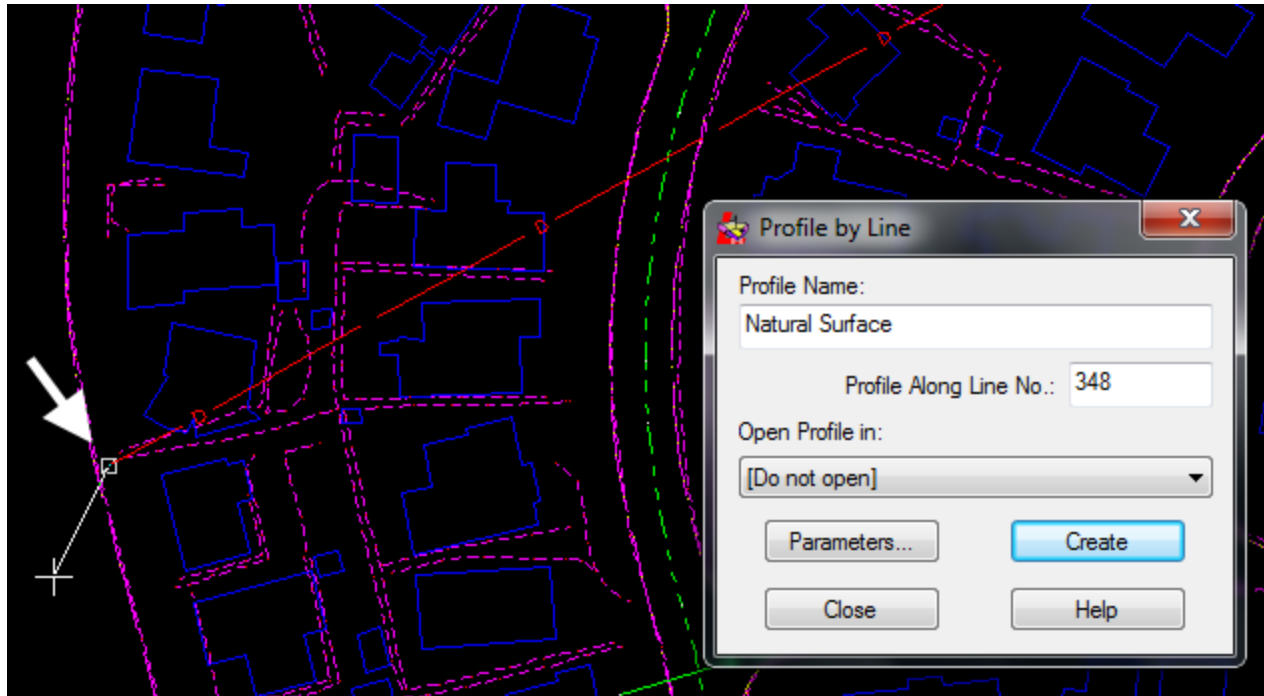 Profile by Line
Profile Name:
Natural Surface
Profile Along Line No.: 348
Open Profile in:
[Do not open]
Parameters... Create
Close Help